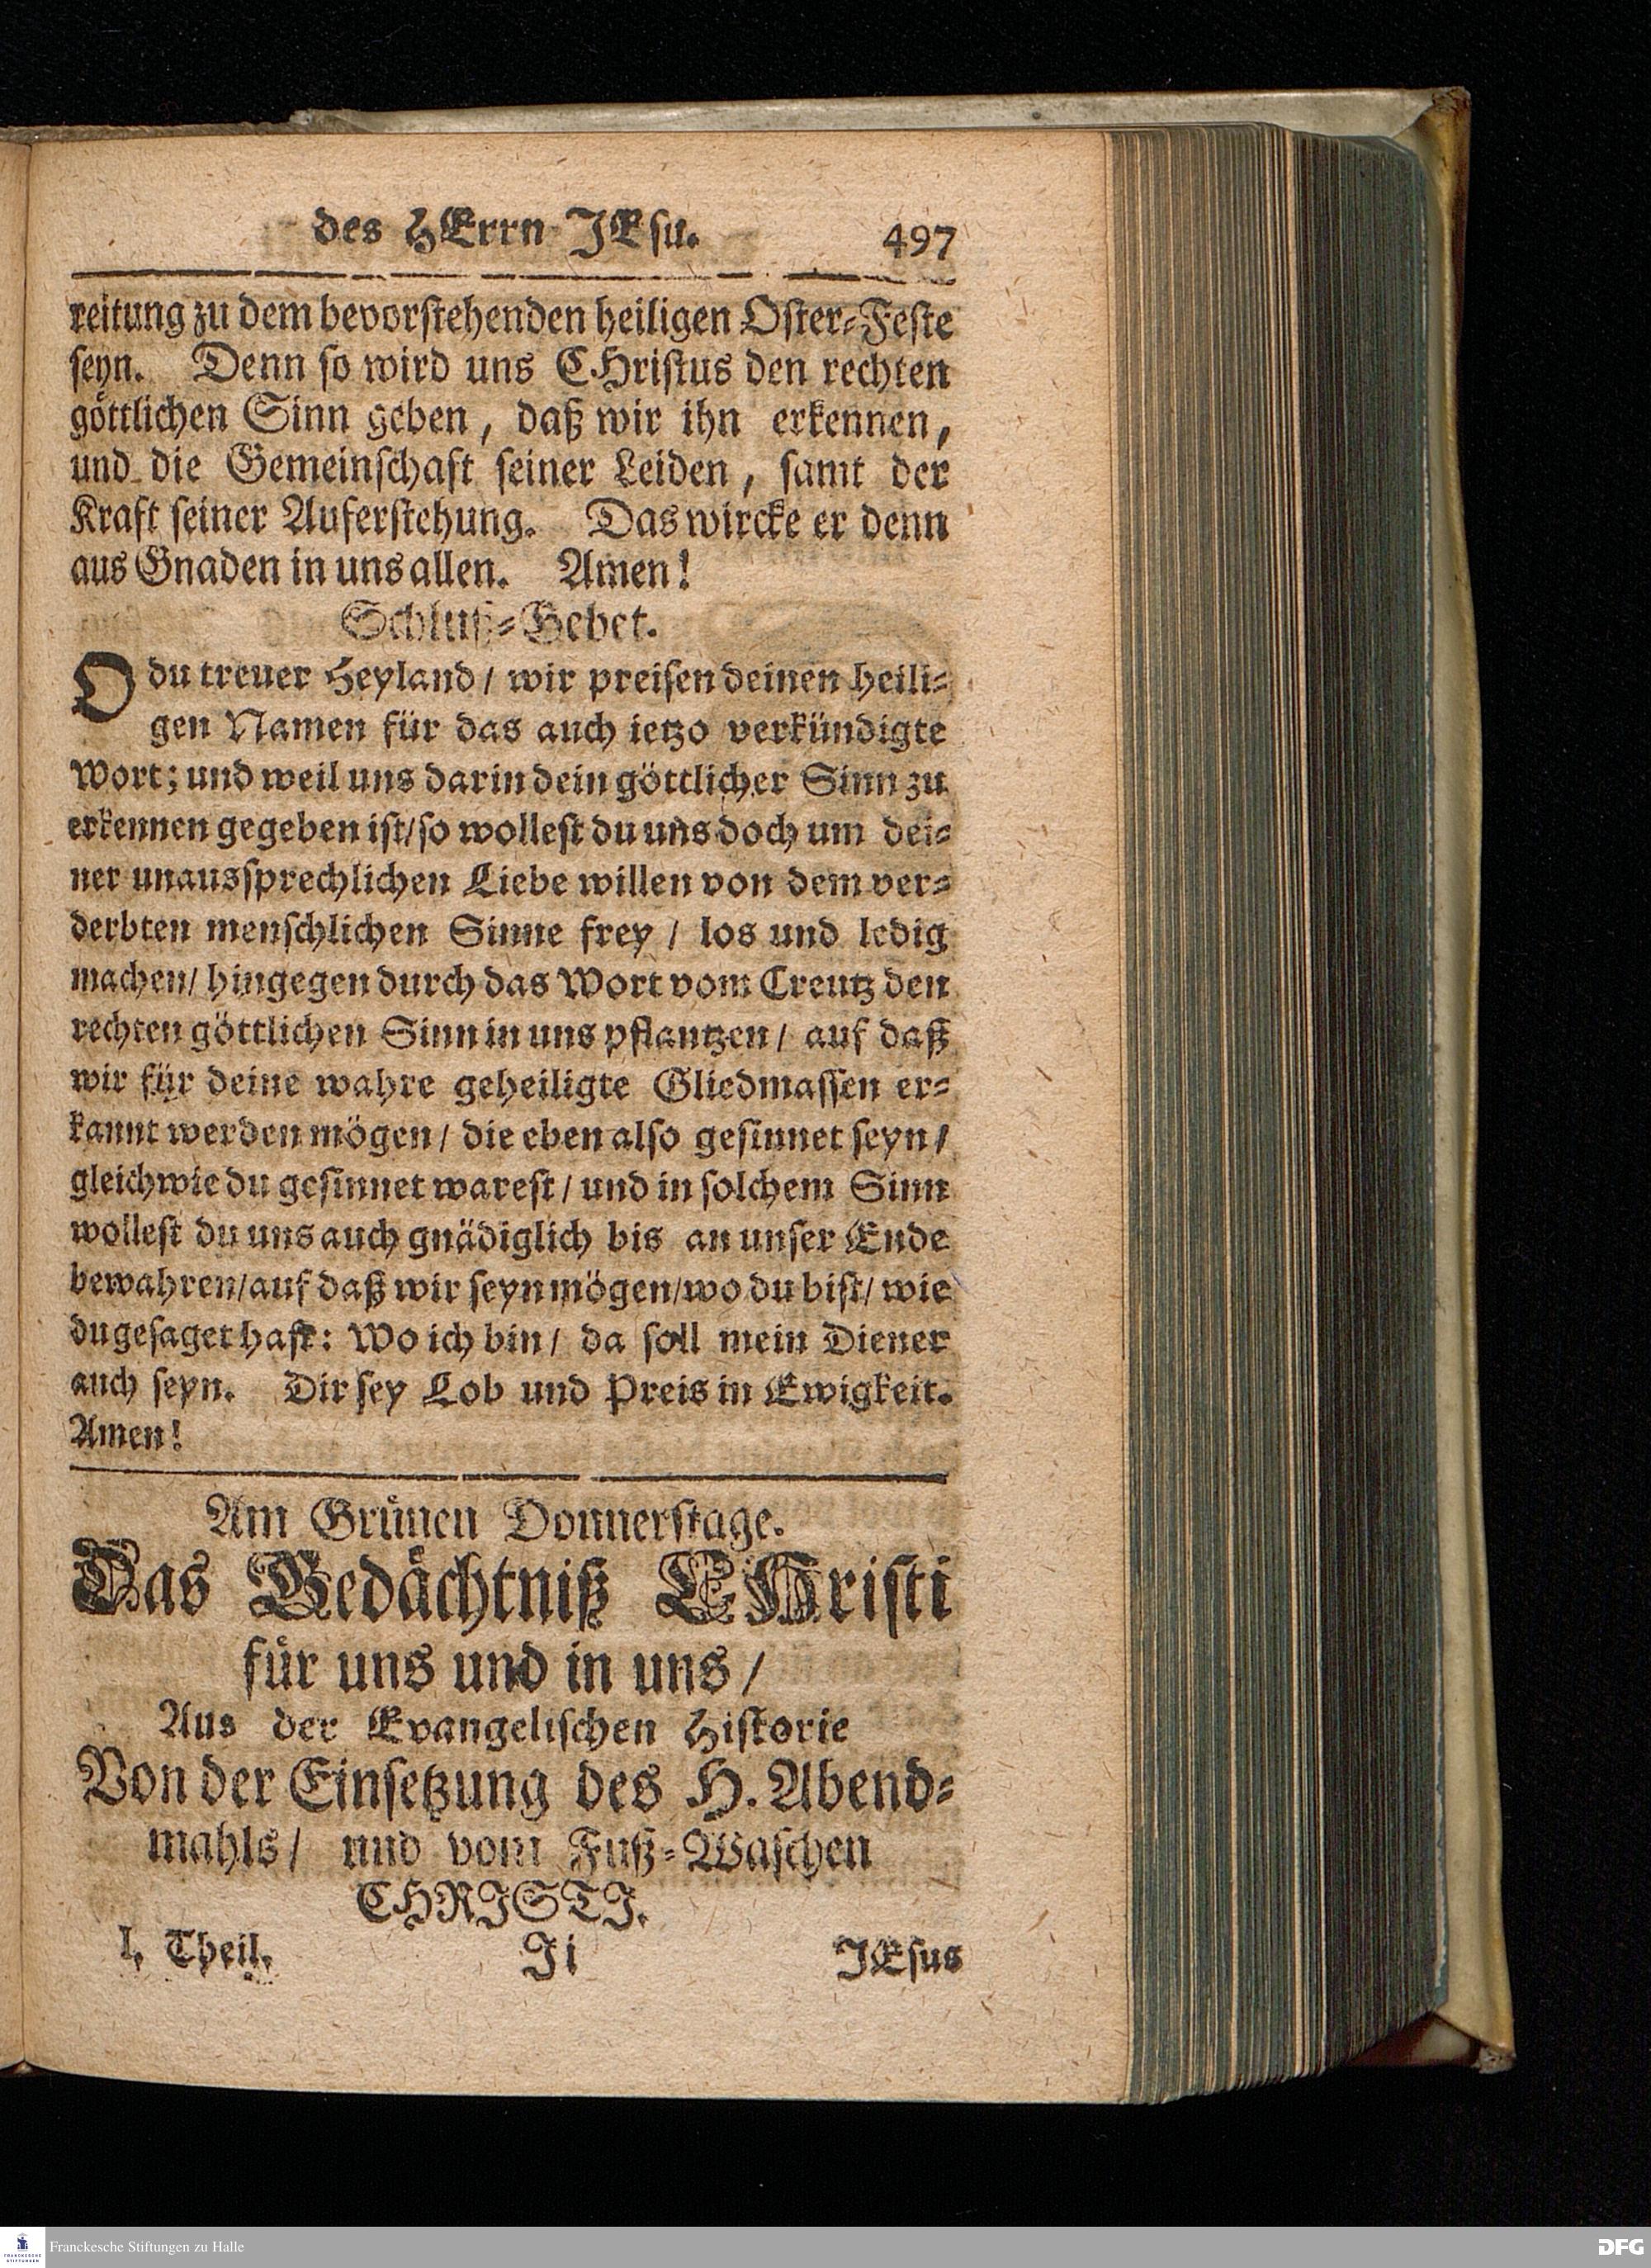 des HErrn JEsu. 497
reitung zu dem bevorstehenden heiligen Oster-Feste
seyn. Denn so wird uns CHristus den rechten
göttlichen Sinn geben, daß wir ihn erkennen,
und die Gemeinschaft seiner Leiden, samt der
Kraft seiner Auferstehung. Das wircke er denn
aus Gnaden in uns allen. Amen!
Schluß-Gebet.
O du treuer Heyland/ wir preisen deinen heili-
gen Namen für das auch ietzo verkündigte
Wort; und weil uns darin dein göttlicher Sinn zu
erkennen gegeben ist/ so wollest du uns doch um dei-
ner unaussprechlichen Liebe willen von dem ver-
derbten menschlichen Sinne frey/ los und ledig
machen/ hingegen durch das Wort vom Creutz den
rechten göttlichen Sinn in uns pflantzen/ auf daß
wir für deine wahre geheiligte Gliedmassen er-
kannt werden mögen/ die eben also gesinnet seyn/
gleichwie du gesinnet warest/ und in solchem Sinn
wollest du uns auch gnädiglich bis an unser Ende
bewahren/ auf daß wir seyn mögen/ wo du bist/ wie
du gesaget hast: Wo ich bin/ da soll mein Diener
auch seyn. Dir sey Lob und Preis in Ewigkeit.
Amen!
Am Grünen Donnerstage.
Das Gedächtniß CHristi
für uns und in uns/
Aus der Evangelischen Historie
Von der Einsetzung des H. Abend-
mahls/ und vom Fuß-Waschen
CHRISTI.
I. Theil. Ji JEsus
FRANCKESCHE STIFTUNGEN
Franckesche Stiftungen zu Halle
DFG